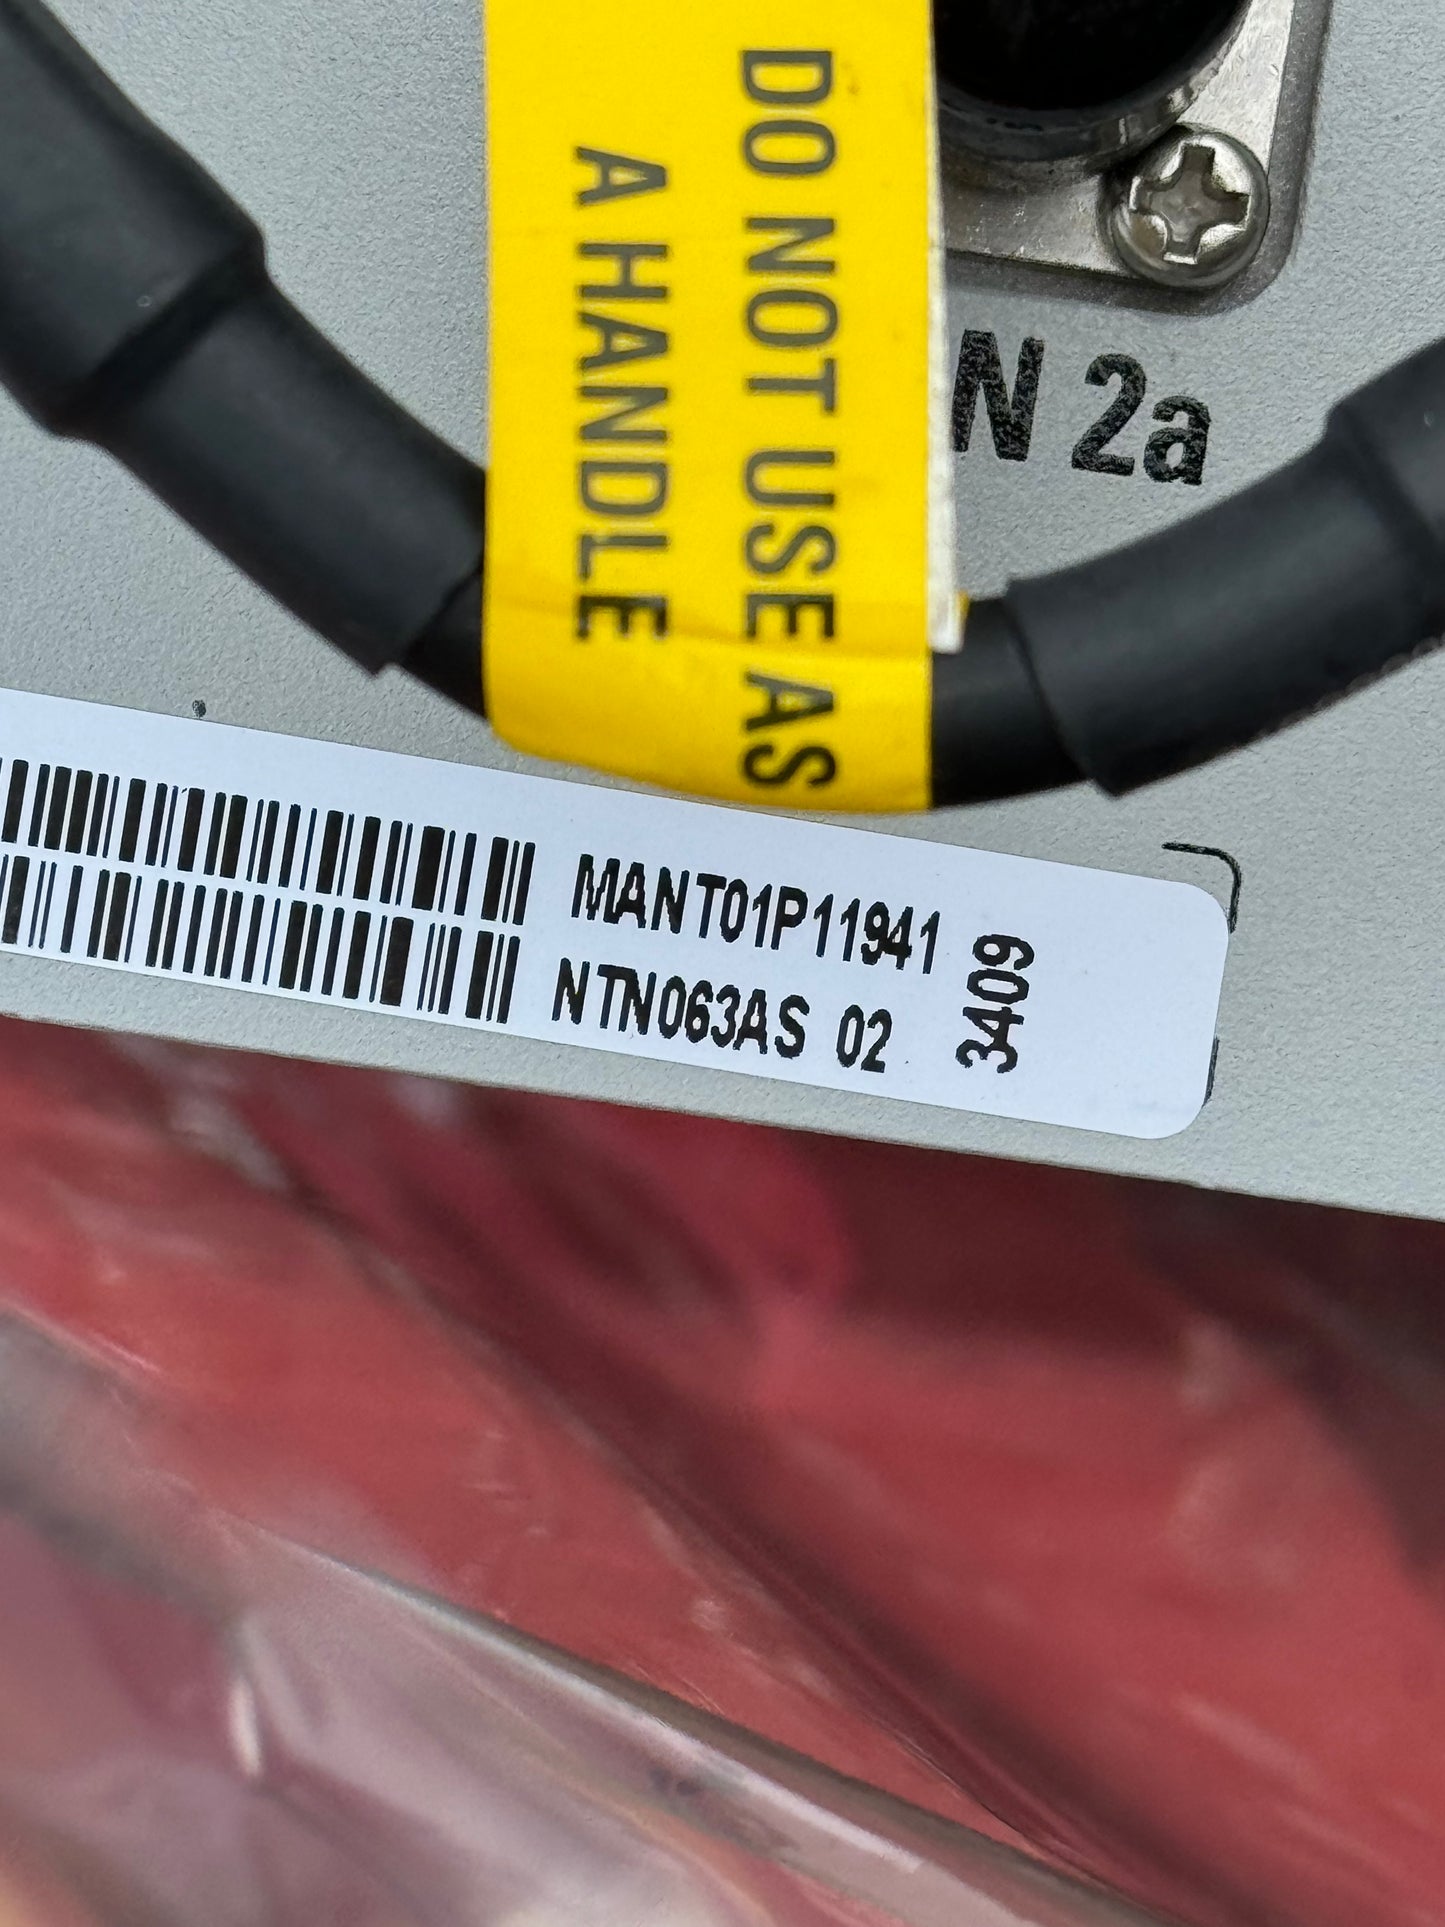 DO NOT USE AS
A HANDLE
N 2a
MANT01P11941
NTN063AS 02
3409